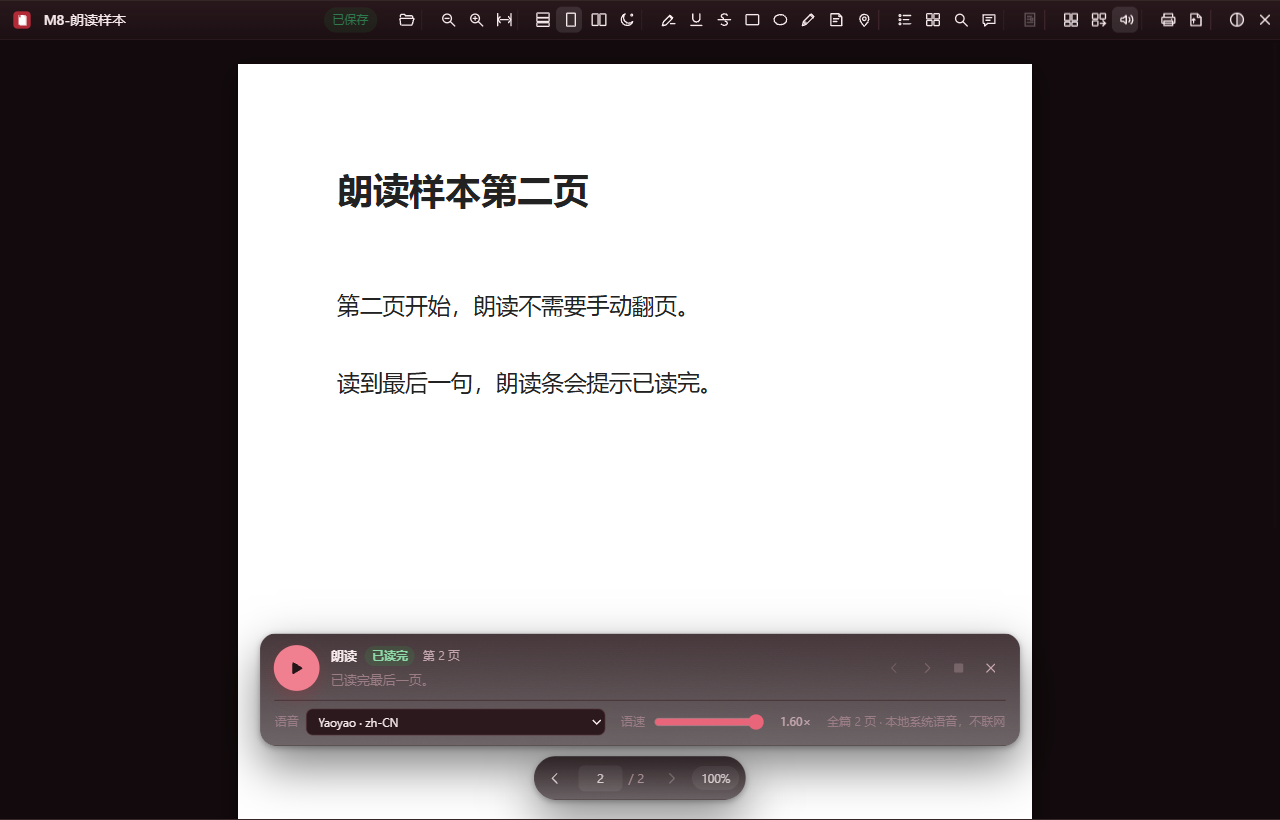 M8-朗读样本
已保存
朗读样本第二页
第二页开始，朗读不需要手动翻页。
读到最后一句，朗读条会提示已读完。
朗读 已读完 第 2 页
已读完最后一页。
语音 Yaoyao · zh-CN 语速 1.60× 全篇 2 页 · 本地系统语音，不联网
2 / 2 100%